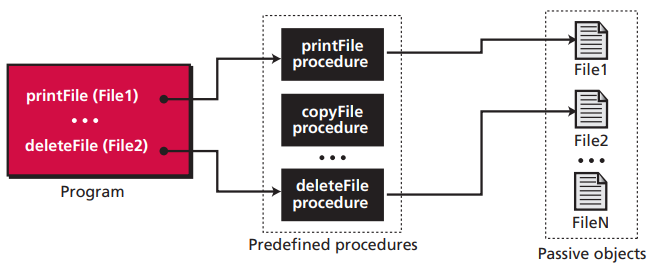 printFile (File1)
• • •
deleteFile (File2)
Program
printFile
procedure
copyFile
procedure
• • •
deleteFile
procedure
Predefined procedures
File1
File2
• • •
FileN
Passive objects